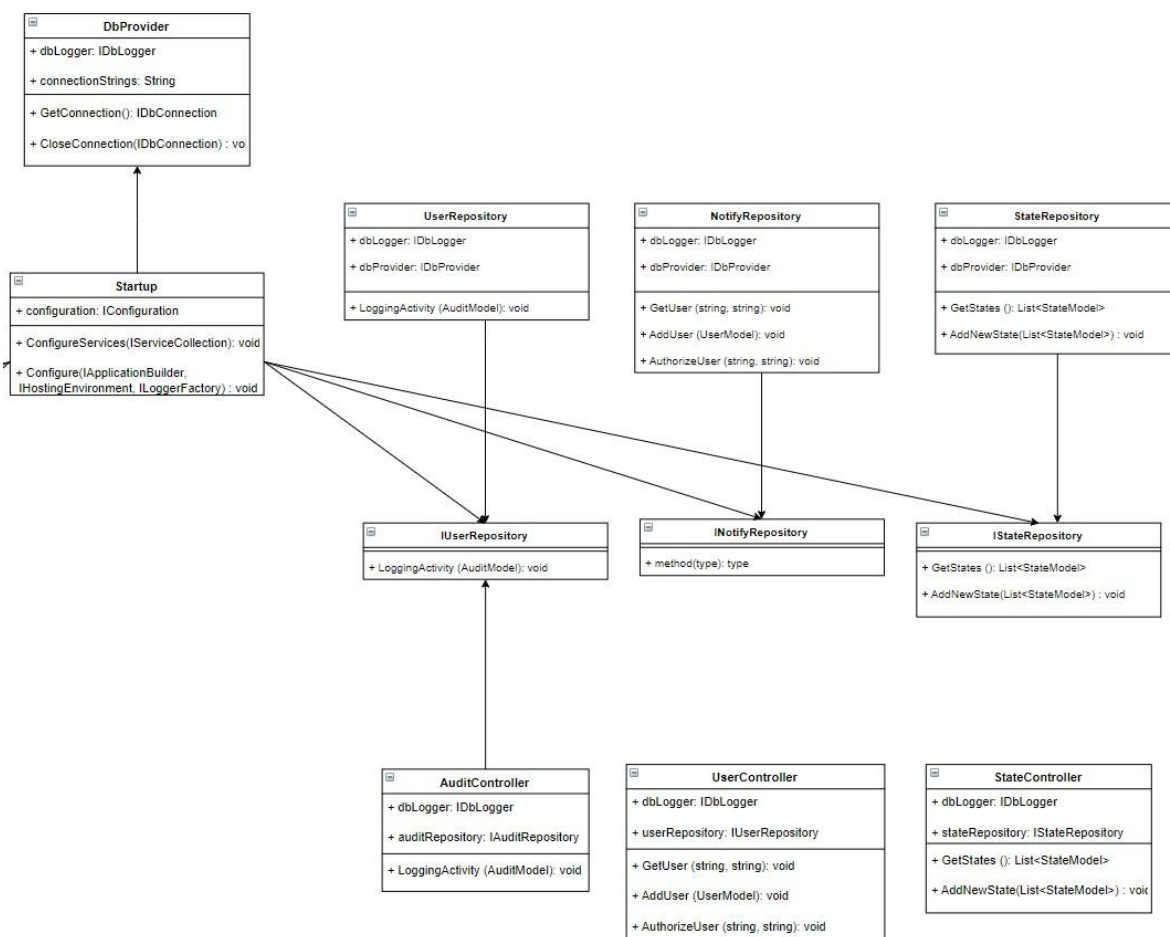 DbProvider
+ dbLogger: IDbLogger
+ connectionStrings: String
+ GetConnection(): IDbConnection
+ CloseConnection(IDbConnection) : voi
Startup
+ configuration: IConfiguration
+ ConfigureServices(IServiceCollection): void
+ Configure(IApplicationBuilder,
IHostingEnvironment, ILoggerFactory) : void
UserRepository
+ dbLogger: IDbLogger
+ dbProvider: IDbProvider
+ LoggingActivity (AuditModel): void
NotifyRepository
+ dbLogger: IDbLogger
+ dbProvider: IDbProvider
+ GetUser (string, string): void
+ AddUser (UserModel): void
+ AuthorizeUser (string, string): void
StateRepository
+ dbLogger: IDbLogger
+ dbProvider: IDbProvider
+ GetStates (): List<StateModel>
+ AddNewState(List<StateModel>) : void
IUserRepository
+ LoggingActivity (AuditModel): void
INotifyRepository
+ method(type): type
IStateRepository
+ GetStates (): List<StateModel>
+ AddNewState(List<StateModel>) : void
AuditController
+ dbLogger: IDbLogger
+ auditRepository: IAuditRepository
+ LoggingActivity (AuditModel): void
UserController
+ dbLogger: IDbLogger
+ userRepository: IUserRepository
+ GetUser (string, string): void
+ AddUser (UserModel): void
+ AuthorizeUser (string, string): void
StateController
+ dbLogger: IDbLogger
+ stateRepository: IStateRepository
+ GetStates (): List<StateModel>
+ AddNewState(List<StateModel>) : void